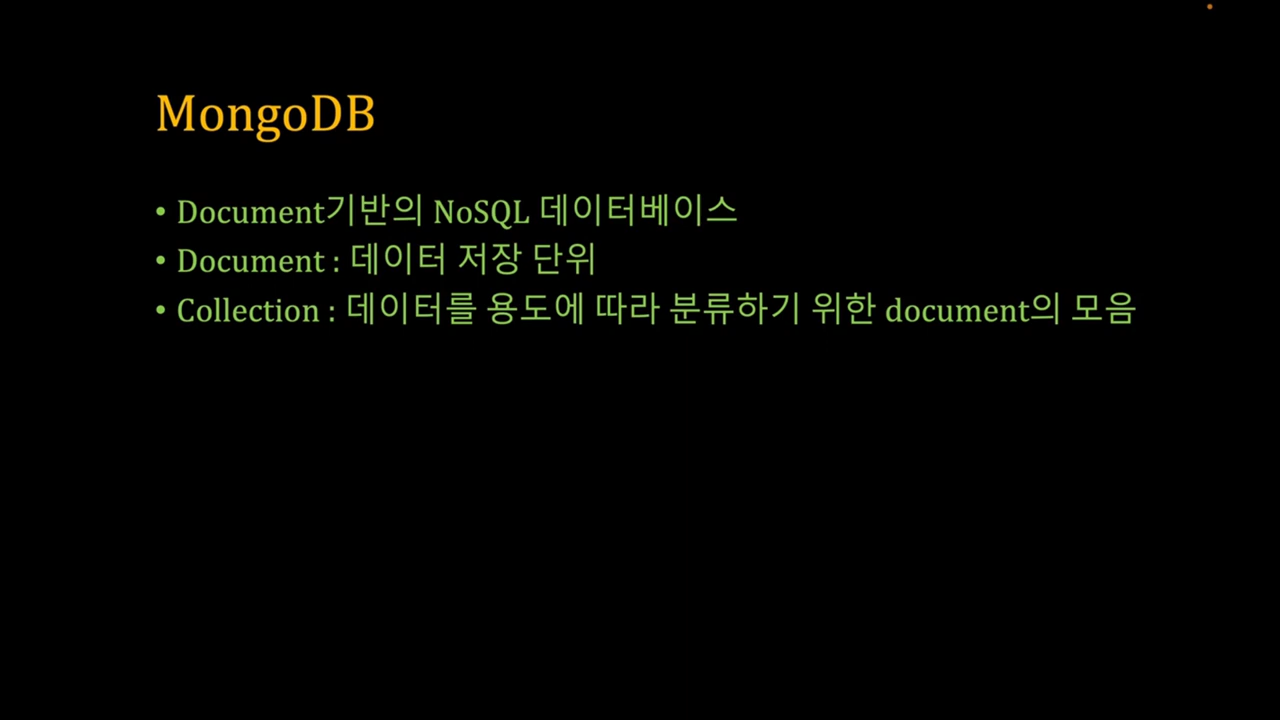 MongoDB
• Document기반의 NoSQL 데이터베이스
• Document : 데이터 저장 단위
• Collection : 데이터를 용도에 따라 분류하기 위한 document의 모음